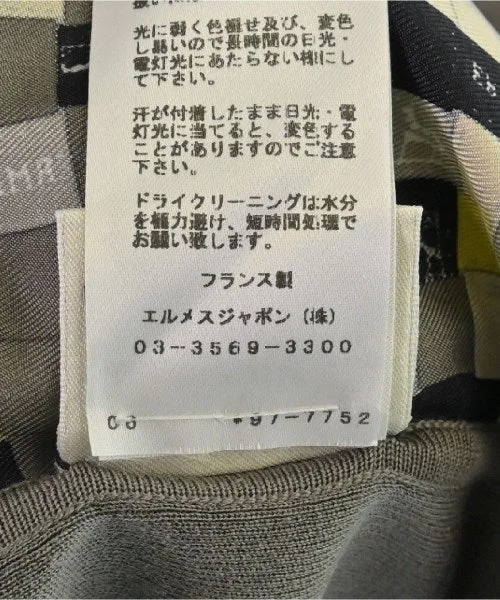 光に弱く色褪せ及び、変色
し易いので長時間の日光・
電灯光にあたらない様にし
て下さい。
汗が付着したまま日光・電
灯光に当てると、変色する
ことがありますのでご注意
下さい。
ドライクリーニングは水分
を極力避け、短時間処理で
お願い致します。
フランス製
エルメスジャポン（株）
03-3569-3300
06 *97-7752